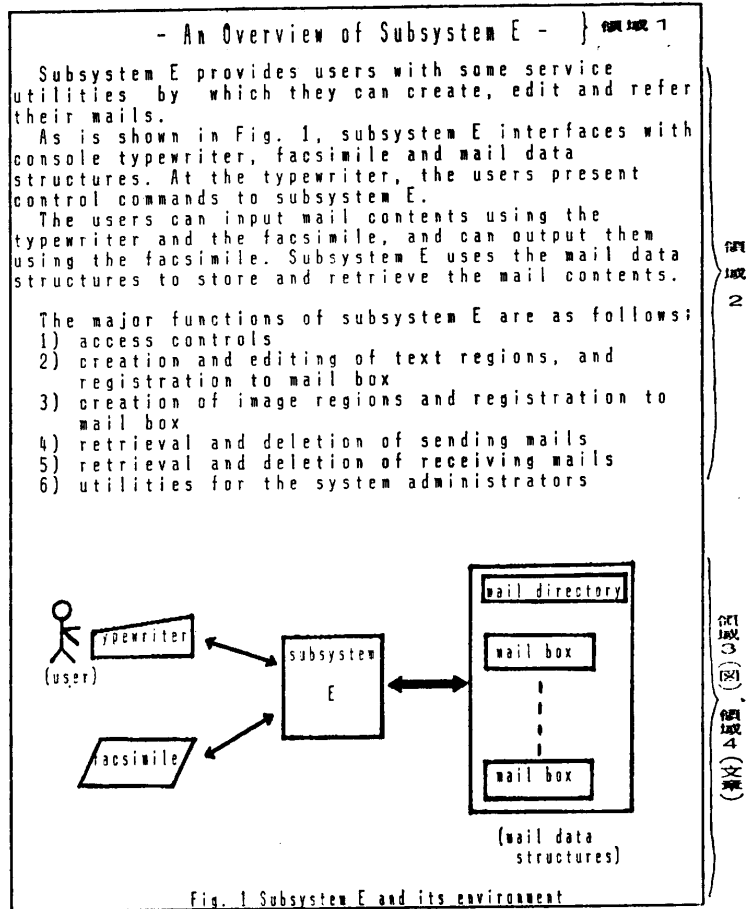 - An Overview of Subsystem E - } 領域 1
Subsystem E provides users with some service
utilities by which they can create, edit and refer
their mails.
As is shown in Fig. 1, subsystem E interfaces with
console typewriter, facsimile and mail data
structures. At the typewriter, the users present
control commands to subsystem E.
The users can input mail contents using the
typewriter and the facsimile, and can output them
using the facsimile. Subsystem E uses the mail data
structures to store and retrieve the mail contents.
領域2
The major functions of subsystem E are as follows;
1) access controls
2) creation and editing of text regions, and
registration to mail box
3) creation of image regions and registration to
mail box
4) retrieval and deletion of sending mails
5) retrieval and deletion of receiving mails
6) utilities for the system administrators
mail directory
typewriter
(user)
subsystem
E
mail box
facsimile
mail box
(mail data
structures)
領域3(図)、領域4(文章)
Fig. 1 Subsystem E and its environment